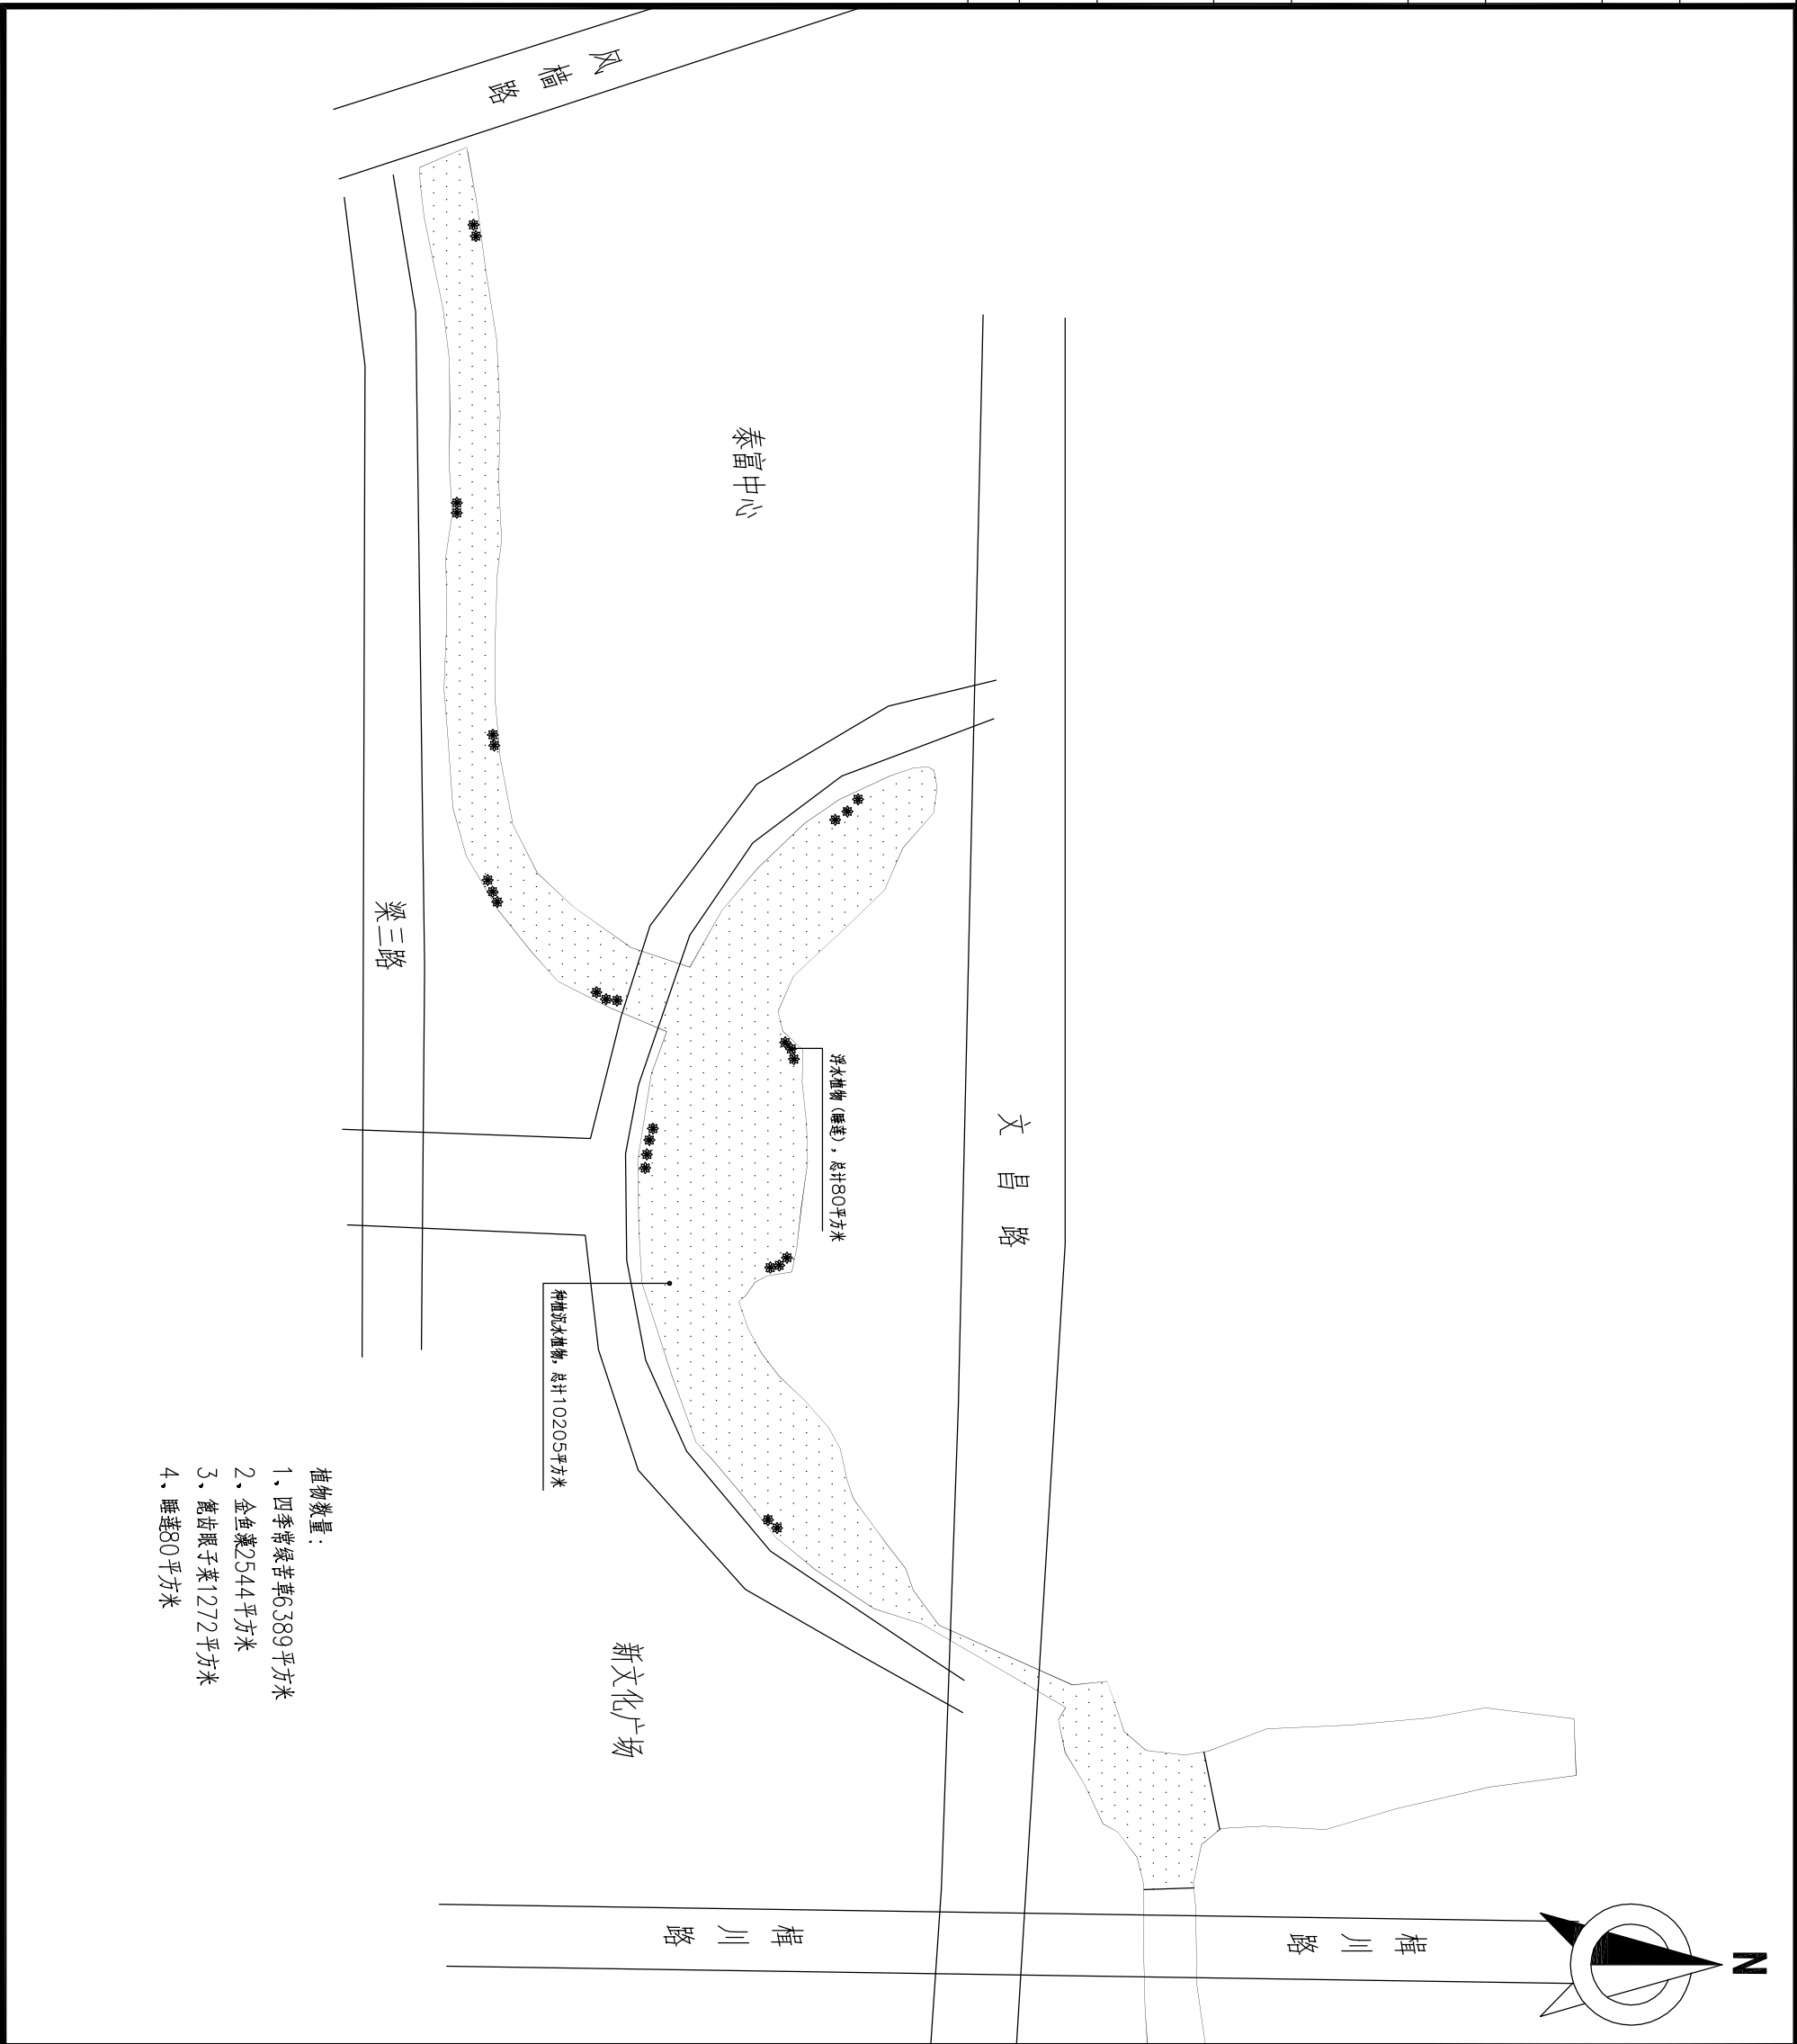 N
风樯路
泰富中心
梁三路
文昌路
浮水植物（睡莲），总计80平方米
种植沉水植物，总计10205平方米
新文化广场
楫川路
楫川路
植物数量：
1、四季常绿苦草6389平方米
2、金鱼藻2544平方米
3、篦齿眼子菜1272平方米
4、睡莲80平方米